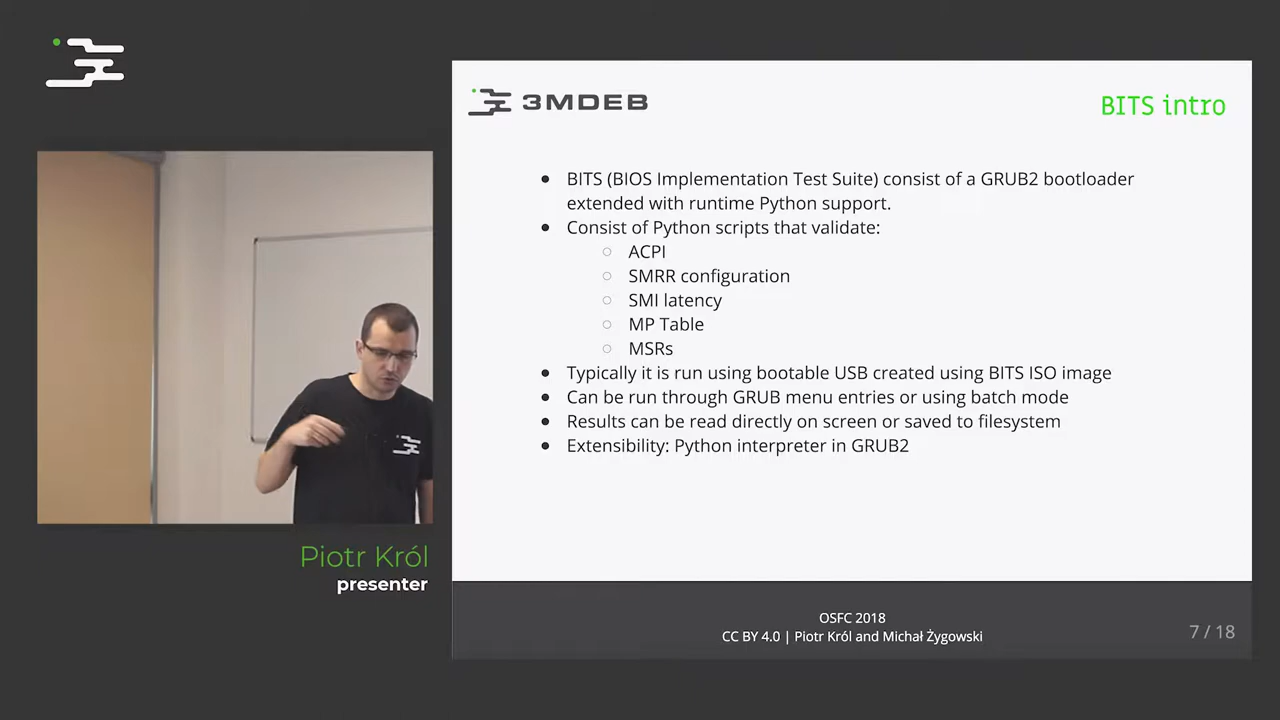 3MDEB
BITS intro
● BITS (BIOS Implementation Test Suite) consist of a GRUB2 bootloader
extended with runtime Python support.
● Consist of Python scripts that validate:
○ ACPI
○ SMRR configuration
○ SMI latency
○ MP Table
○ MSRs
● Typically it is run using bootable USB created using BITS ISO image
● Can be run through GRUB menu entries or using batch mode
● Results can be read directly on screen or saved to filesystem
● Extensibility: Python interpreter in GRUB2
Piotr Król
presenter
OSFC 2018
CC BY 4.0 | Piotr Król and Michał Żygowski
7 / 18